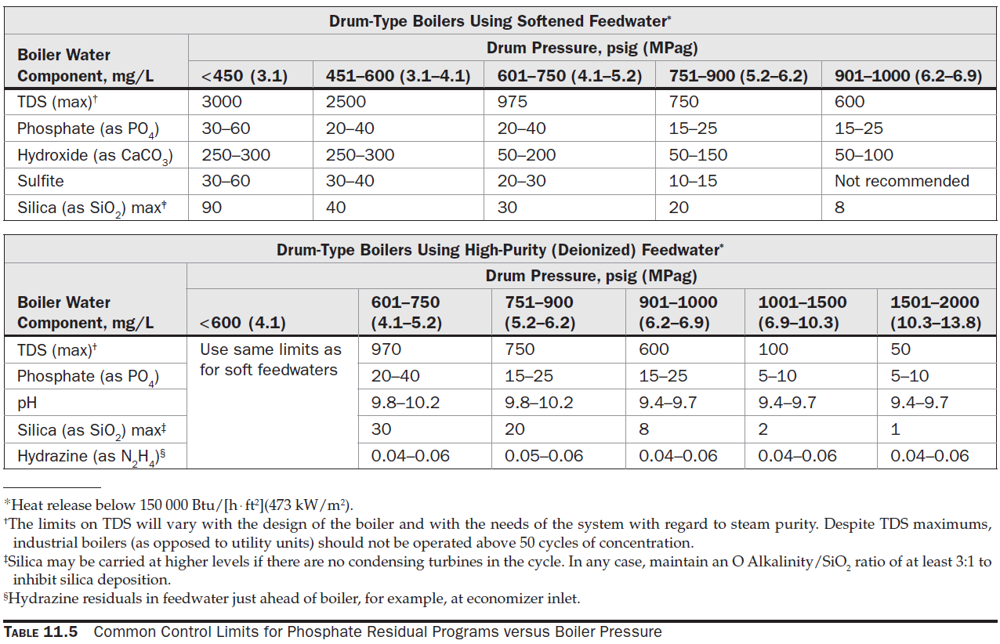 Drum-Type Boilers Using Softened Feedwater*
Boiler Water Component, mg/L
Drum Pressure, psig (MPag)
<450 (3.1) 451–600 (3.1–4.1) 601–750 (4.1–5.2) 751–900 (5.2–6.2) 901–1000 (6.2–6.9)
TDS (max)† 3000 2500 975 750 600
Phosphate (as PO4) 30–60 20–40 20–40 15–25 15–25
Hydroxide (as CaCO3) 250–300 250–300 50–200 50–150 50–100
Sulfite 30–60 30–40 20–30 10–15 Not recommended
Silica (as SiO2) max‡ 90 40 30 20 8
Drum-Type Boilers Using High-Purity (Deionized) Feedwater*
Drum Pressure, psig (MPag)
Boiler Water 601–750 751–900 901–1000 1001–1500 1501–2000
Component, mg/L <600 (4.1) (4.1–5.2) (5.2–6.2) (6.2–6.9) (6.9–10.3) (10.3–13.8)
TDS (max)† Use same limits as 970 750 600 100 50
Phosphate (as PO4) for soft feedwaters 20–40 15–25 15–25 5–10 5–10
pH 9.8–10.2 9.8–10.2 9.4–9.7 9.4–9.7 9.4–9.7
Silica (as SiO2) max‡ 30 20 8 2 1
Hydrazine (as N2H4)§ 0.04–0.06 0.05–0.06 0.04–0.06 0.04–0.06 0.04–0.06
*Heat release below 150 000 Btu/[h · ft²](473 kW/m²).
†The limits on TDS will vary with the design of the boiler and with the needs of the system with regard to steam purity. Despite TDS maximums,
industrial boilers (as opposed to utility units) should not be operated above 50 cycles of concentration.
‡Silica may be carried at higher levels if there are no condensing turbines in the cycle. In any case, maintain an O Alkalinity/SiO2 ratio of at least 3:1 to
inhibit silica deposition.
§Hydrazine residuals in feedwater just ahead of boiler, for example, at economizer inlet.
TABLE 11.5 Common Control Limits for Phosphate Residual Programs versus Boiler Pressure